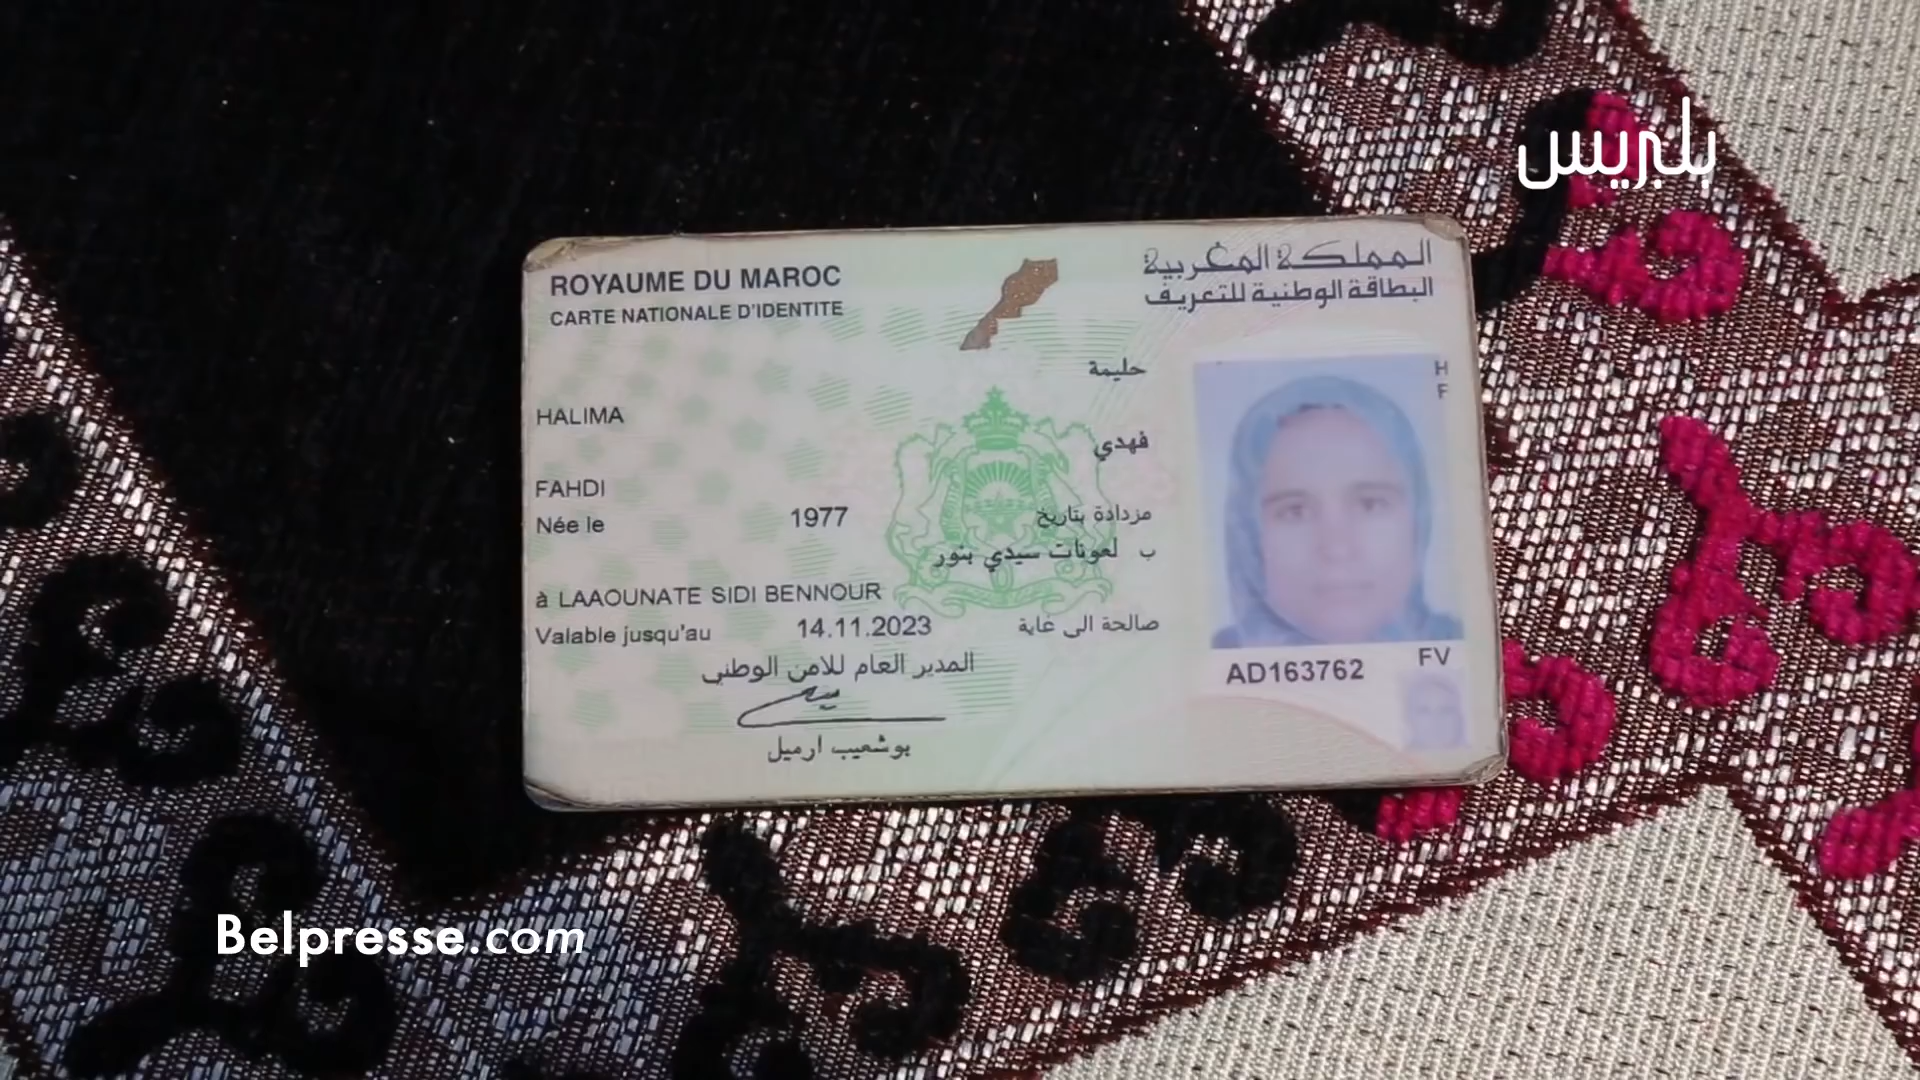 بلبريس
ROYAUME DU MAROC
CARTE NATIONALE D'IDENTITE
المملكة المغربية
البطاقة الوطنية للتعريف
حليمة
HALIMA
فهدي
FAHDI
Née le 1977 مزدادة بتاريخ
ب لعونات سيدي بنور
à LAAOUNATE SIDI BENNOUR
Valable jusqu'au 14.11.2023 صالحة الى غاية
المدير العام للامن الوطني
بوشعيب ارميل
H
F
AD163762
FV
Belpresse.com